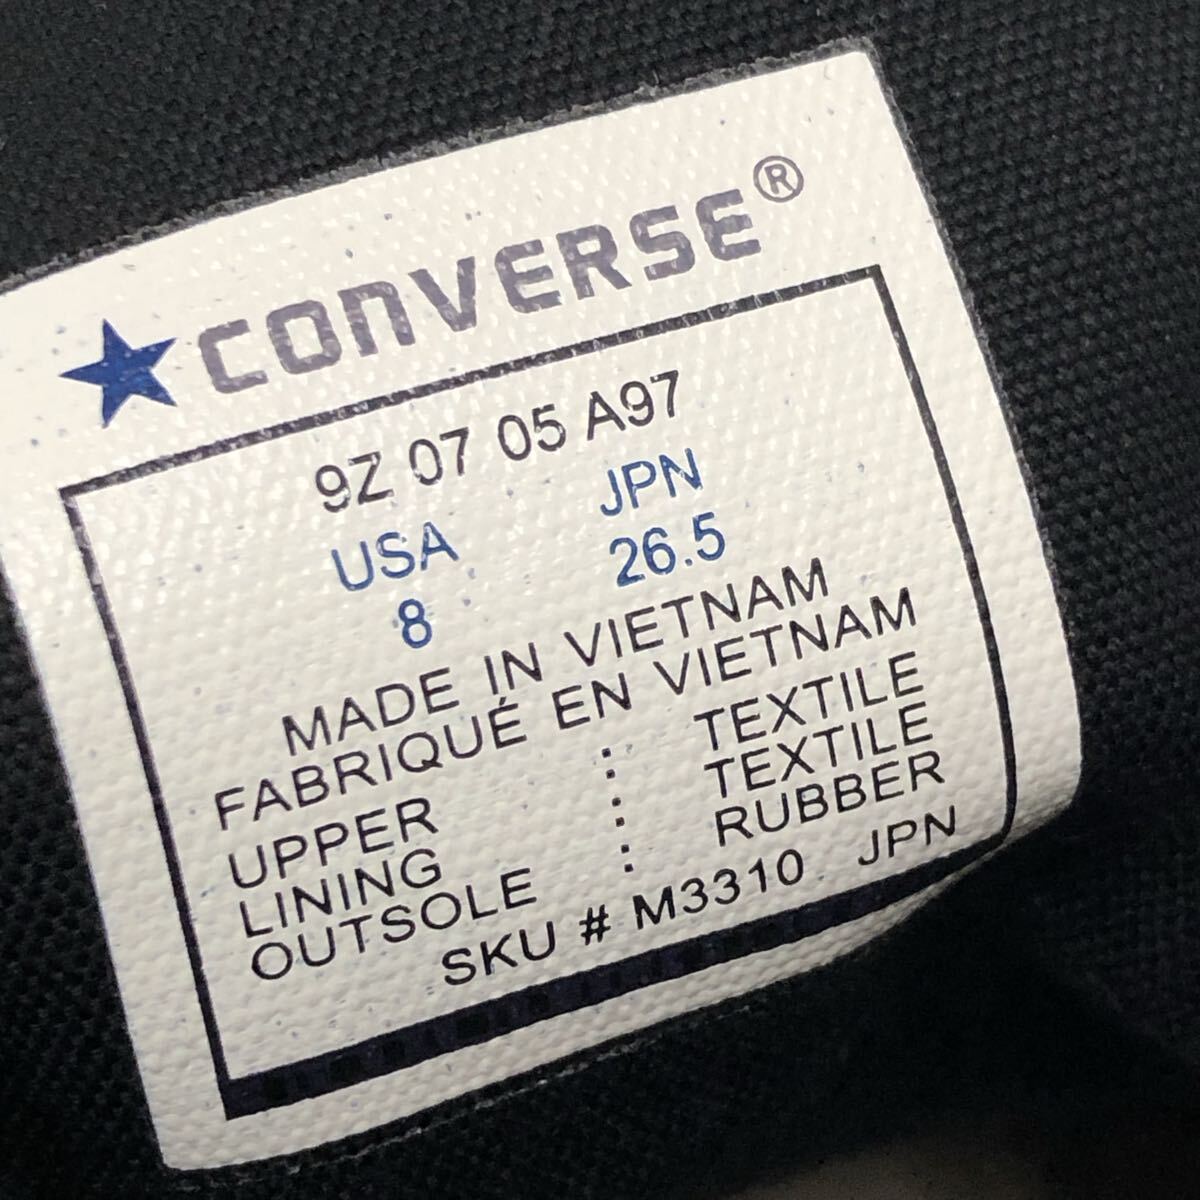 ★CONVERSE®
9Z 07 05 A97
USA JPN
8 26.5
MADE IN VIETNAM
FABRIQUÉ EN VIETNAM
UPPER : TEXTILE
LINING : TEXTILE
OUTSOLE : RUBBER
SKU # M3310 JPN